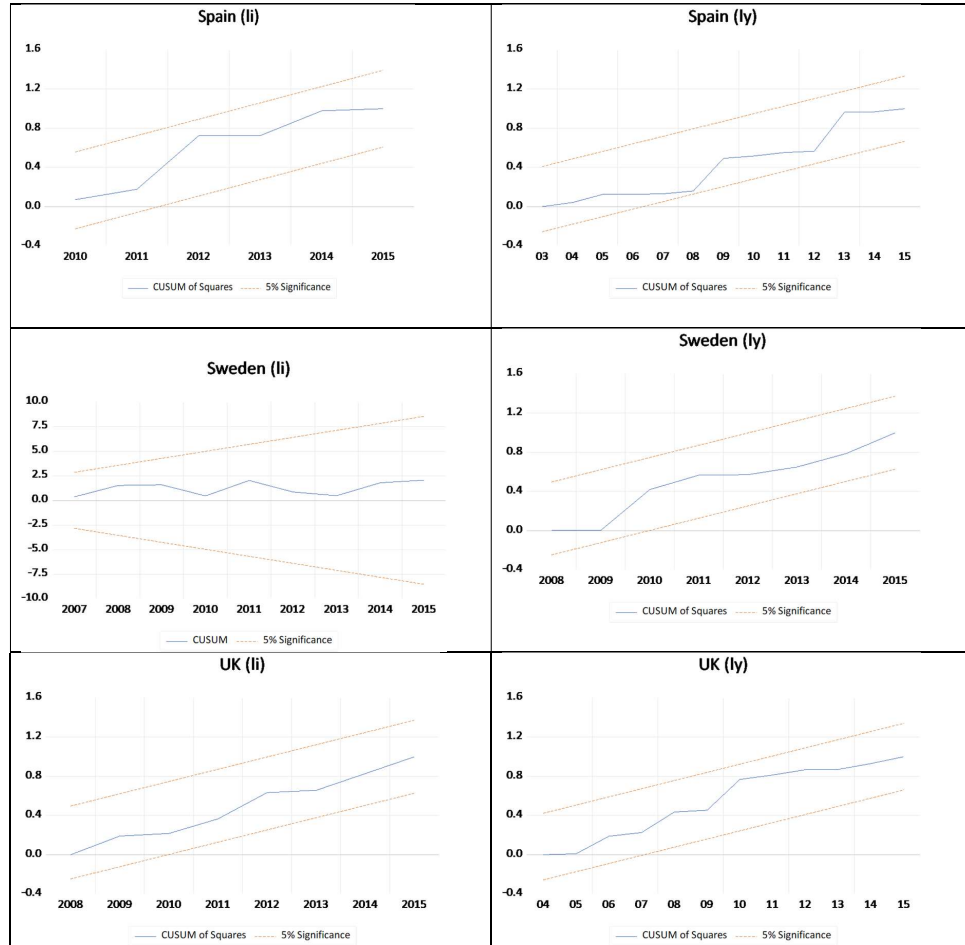 Spain (li)
1.6
1.2
0.8
0.4
0.0
-0.4
2010 2011 2012 2013 2014 2015
CUSUM of Squares 5% Significance
Spain (ly)
1.6
1.2
0.8
0.4
0.0
-0.4
03 04 05 06 07 08 09 10 11 12 13 14 15
CUSUM of Squares 5% Significance
Sweden (li)
10.0
7.5
5.0
2.5
0.0
-2.5
-5.0
-7.5
-10.0
2007 2008 2009 2010 2011 2012 2013 2014 2015
CUSUM 5% Significance
Sweden (ly)
1.6
1.2
0.8
0.4
0.0
-0.4
2008 2009 2010 2011 2012 2013 2014 2015
CUSUM of Squares 5% Significance
UK (li)
1.6
1.2
0.8
0.4
0.0
-0.4
2008 2009 2010 2011 2012 2013 2014 2015
CUSUM of Squares 5% Significance
UK (ly)
1.6
1.2
0.8
0.4
0.0
-0.4
04 05 06 07 08 09 10 11 12 13 14 15
CUSUM of Squares 5% Significance